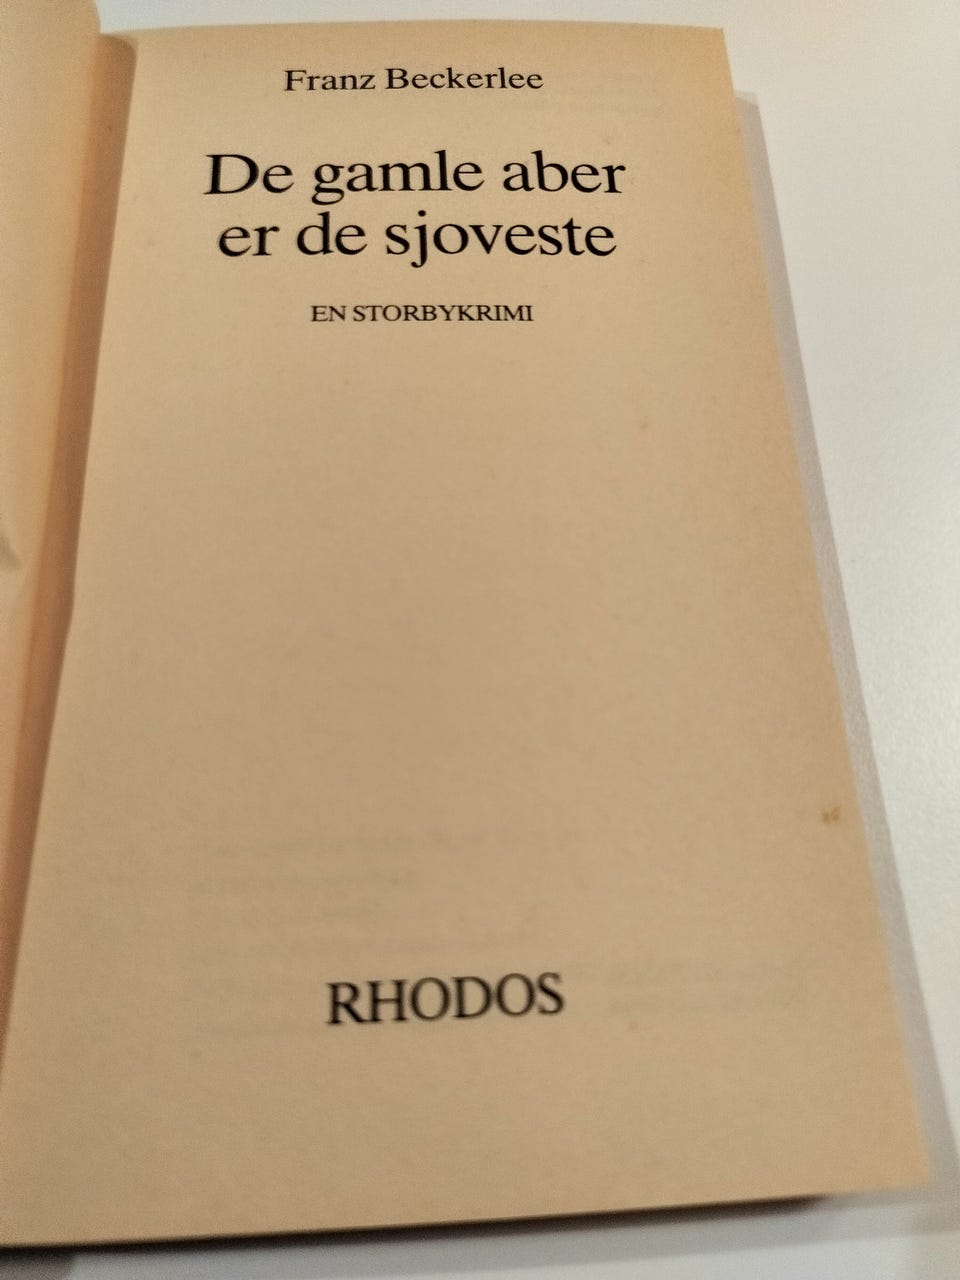 Franz Beckerlee
De gamle aber
er de sjoveste
EN STORBYKRIMI
RHODOS